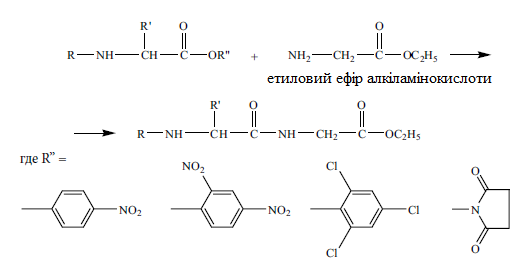 R' O O
R—NH—CH—C—OR" + NH₂—CH₂—C—OC₂H₅
етиловий ефір алкіламінокислоти
R' O O
R—NH—CH—C—NH—CH₂—C—OC₂H₅
где R” =
NO₂ Cl Cl O
NO₂ NO₂ Cl N
Cl O